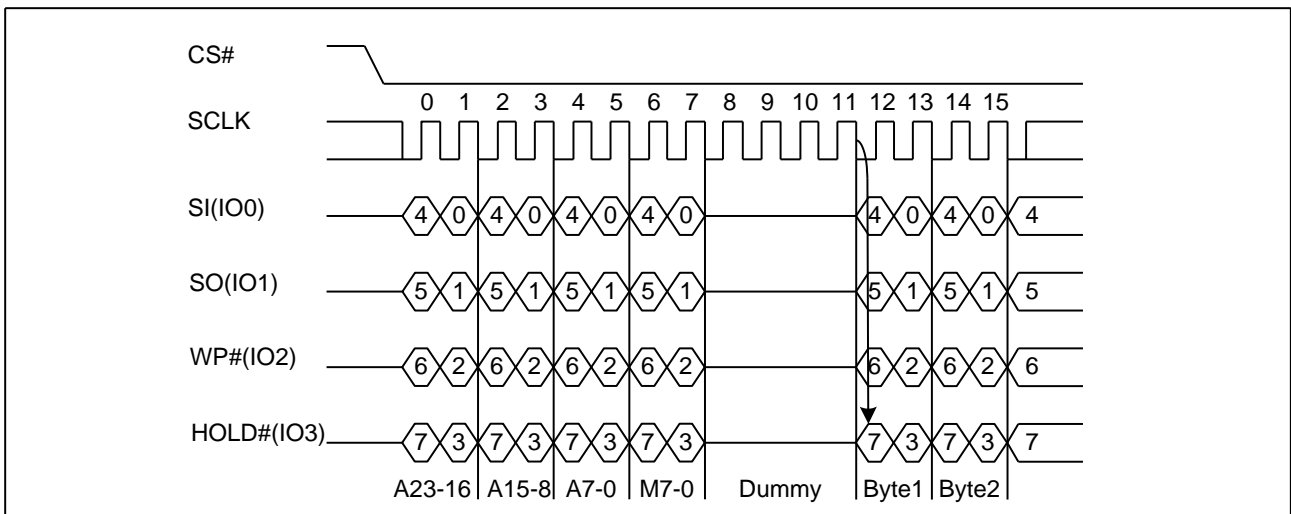 CS#
0 1 2 3 4 5 6 7 8 9 10 11 12 13 14 15
SCLK
SI(IO0) 4 0 4 0 4 0 4 0 4 0 4 0 4
SO(IO1) 5 1 5 1 5 1 5 1 5 1 5 1 5
WP#(IO2) 6 2 6 2 6 2 6 2 6 2 6 2 6
HOLD#(IO3) 7 3 7 3 7 3 7 3 7 3 7 3 7
A23-16 A15-8 A7-0 M7-0 Dummy Byte1 Byte2